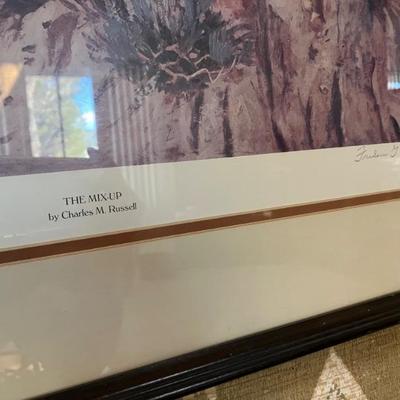 THE MIX-UP
by Charles M. Russell